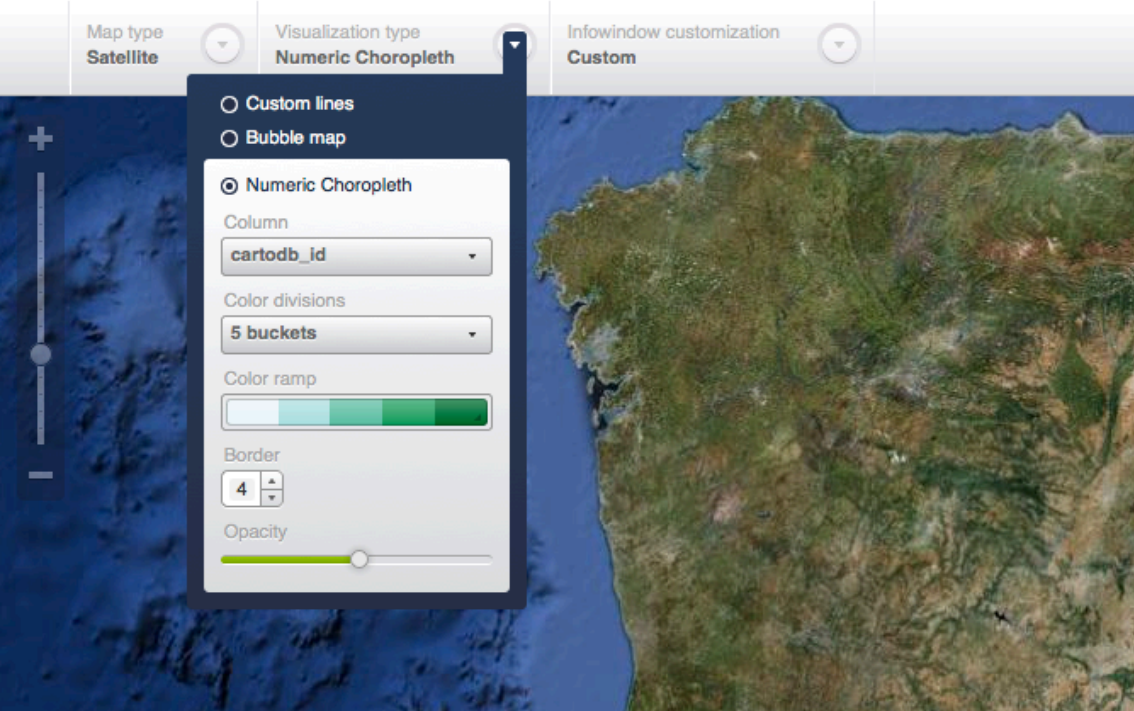 Map type
Satellite
Visualization type
Numeric Choropleth
Infowindow customization
Custom
Custom lines
Bubble map
Numeric Choropleth
Column
cartodb_id
Color divisions
5 buckets
Color ramp
Border
4
Opacity